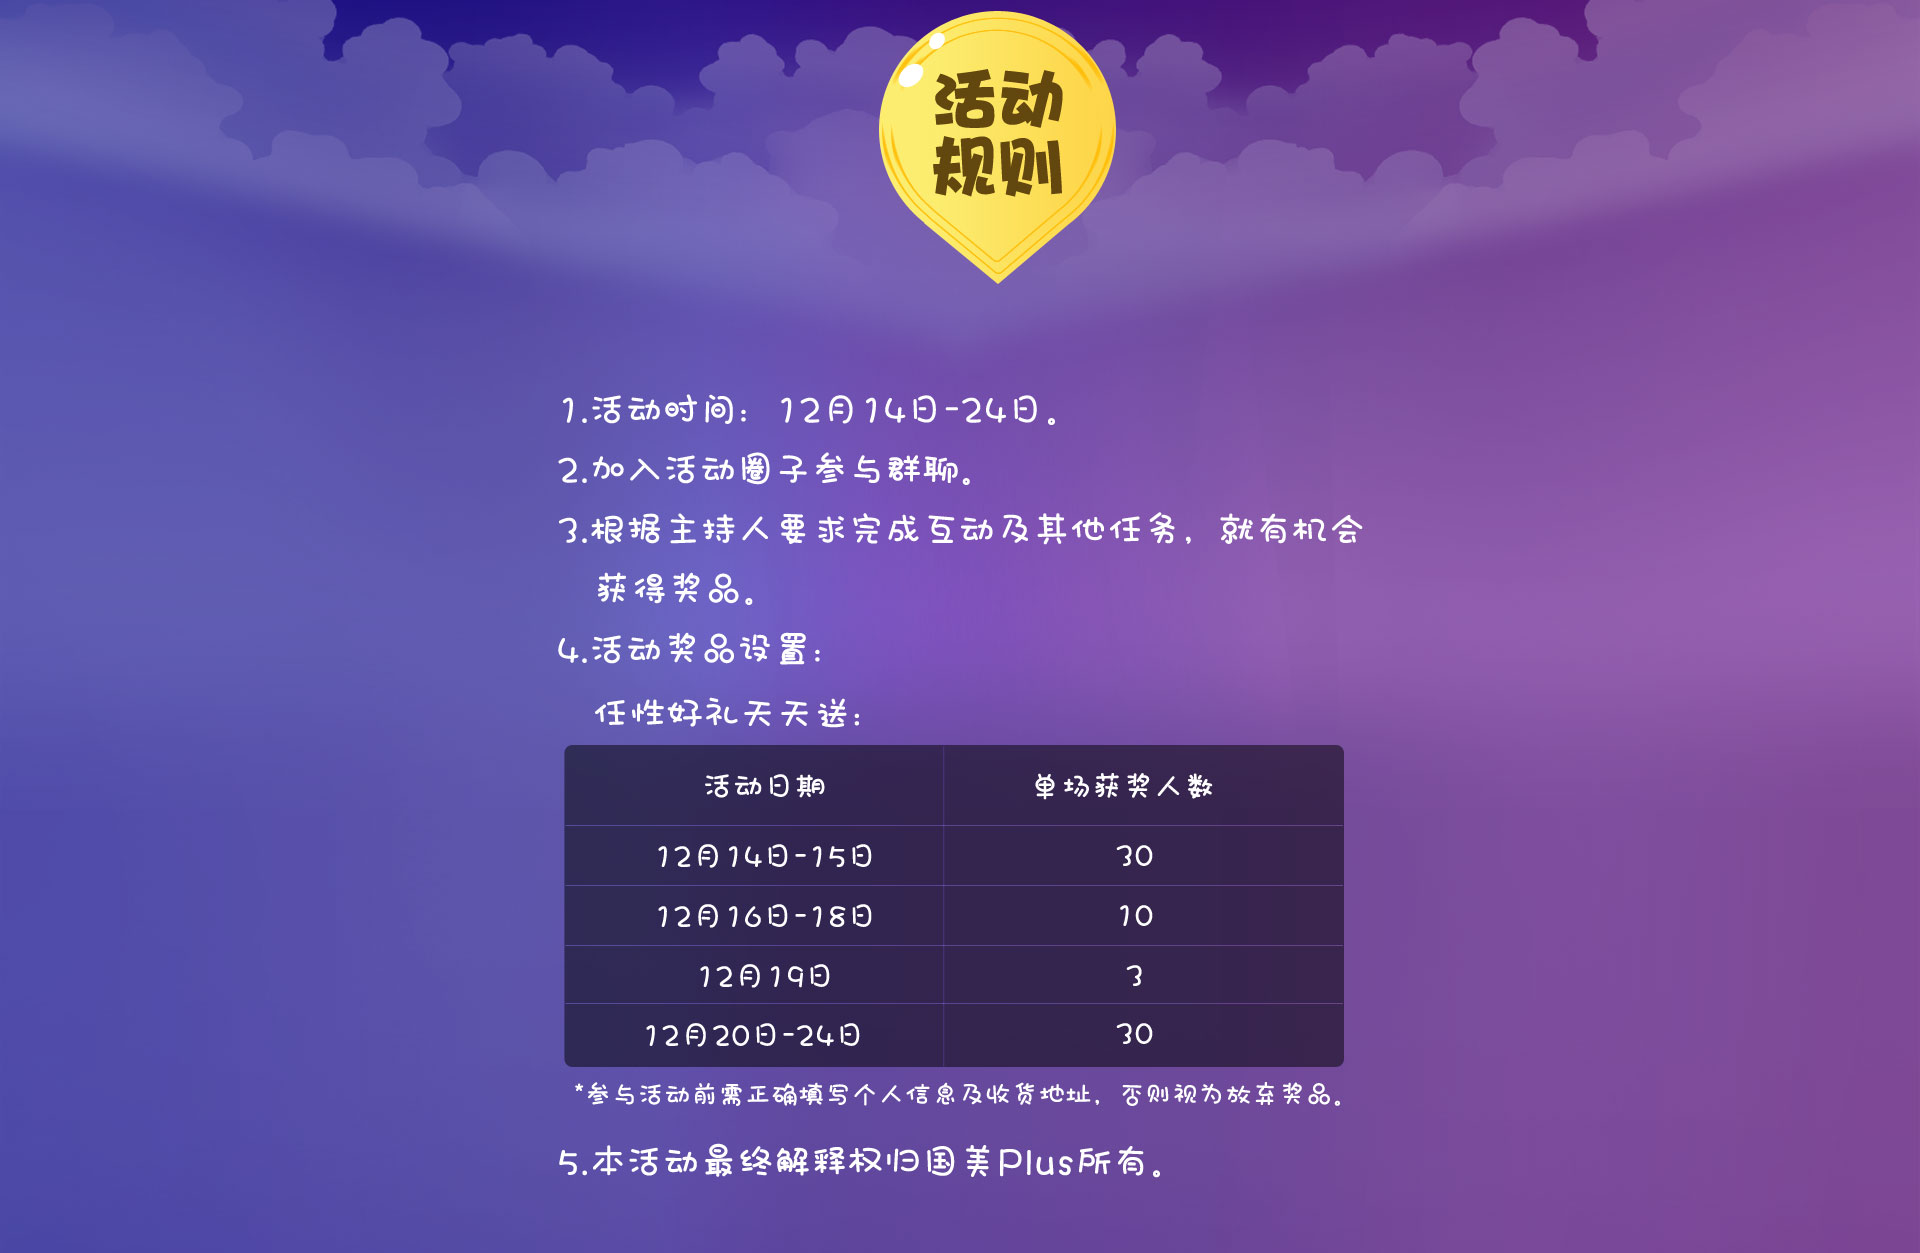 活动
规则
1.活动时间：12月14日-24日。
2.加入活动圈子参与群聊。
3.根据主持人要求完成互动及其他任务，就有机会
获得奖品。
4.活动奖品设置：
任性好礼天天送：
活动日期 单场获奖人数
12月14日-15日 30
12月16日-18日 10
12月19日 3
12月20日-24日 30
*参与活动前需正确填写个人信息及收货地址，否则视为放弃奖品。
5.本活动最终解释权归国美Plus所有。